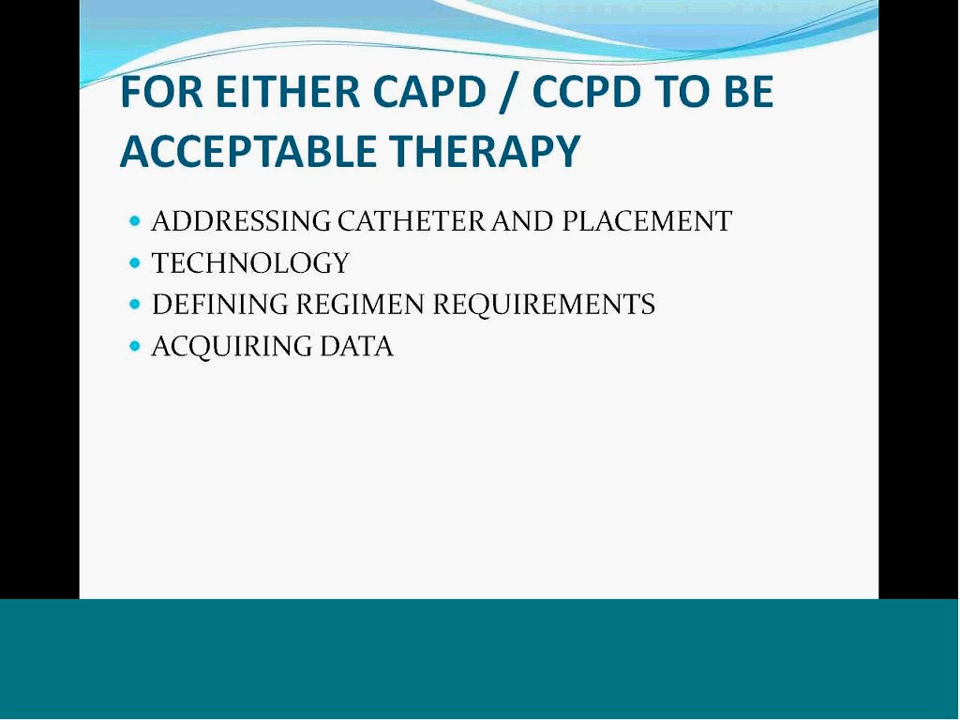 FOR EITHER CAPD / CCPD TO BE
ACCEPTABLE THERAPY
ADDRESSING CATHETER AND PLACEMENT
TECHNOLOGY
DEFINING REGIMEN REQUIREMENTS
ACQUIRING DATA